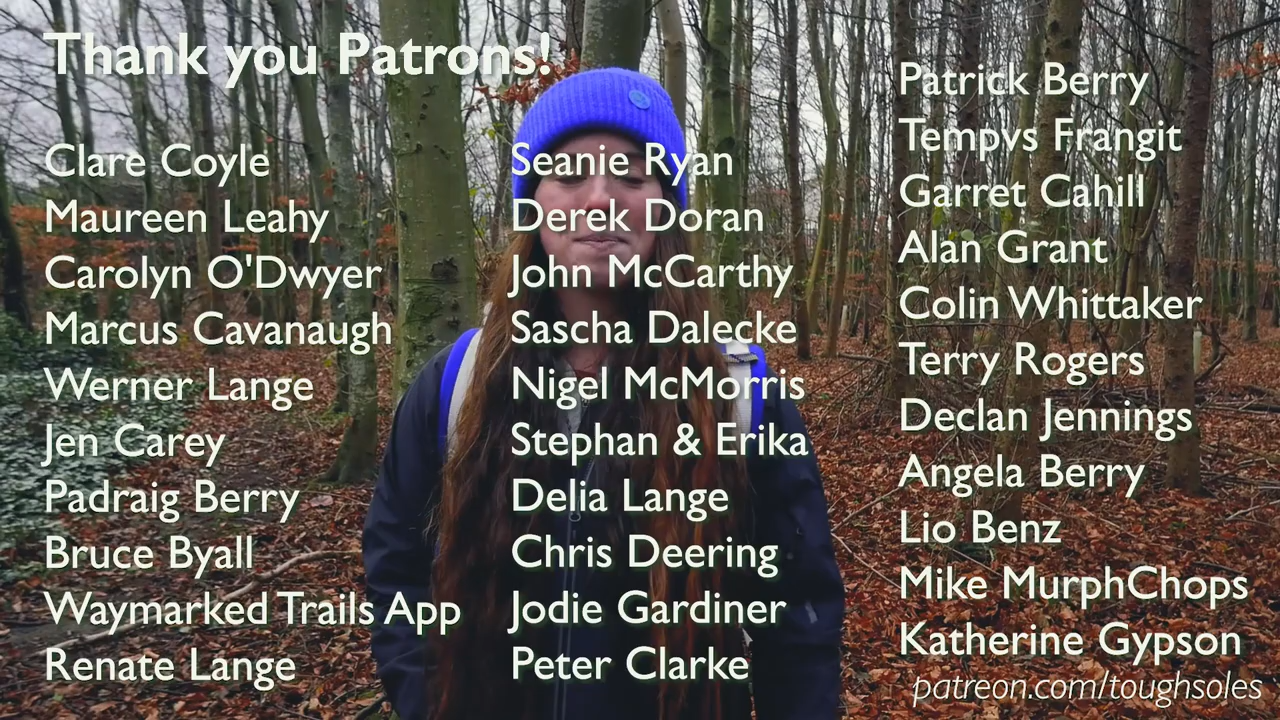 Thank you Patrons!
Clare Coyle
Maureen Leahy
Carolyn O'Dwyer
Marcus Cavanaugh
Werner Lange
Jen Carey
Padraig Berry
Bruce Byall
Waymarked Trails App
Renate Lange
Seanie Ryan
Derek Doran
John McCarthy
Sascha Dalecke
Nigel McMorris
Stephan & Erika
Delia Lange
Chris Deering
Jodie Gardiner
Peter Clarke
Patrick Berry
Tempvs Frangit
Garret Cahill
Alan Grant
Colin Whittaker
Terry Rogers
Declan Jennings
Angela Berry
Lio Benz
Mike MurphChops
Katherine Gypson
patreon.com/toughsoles